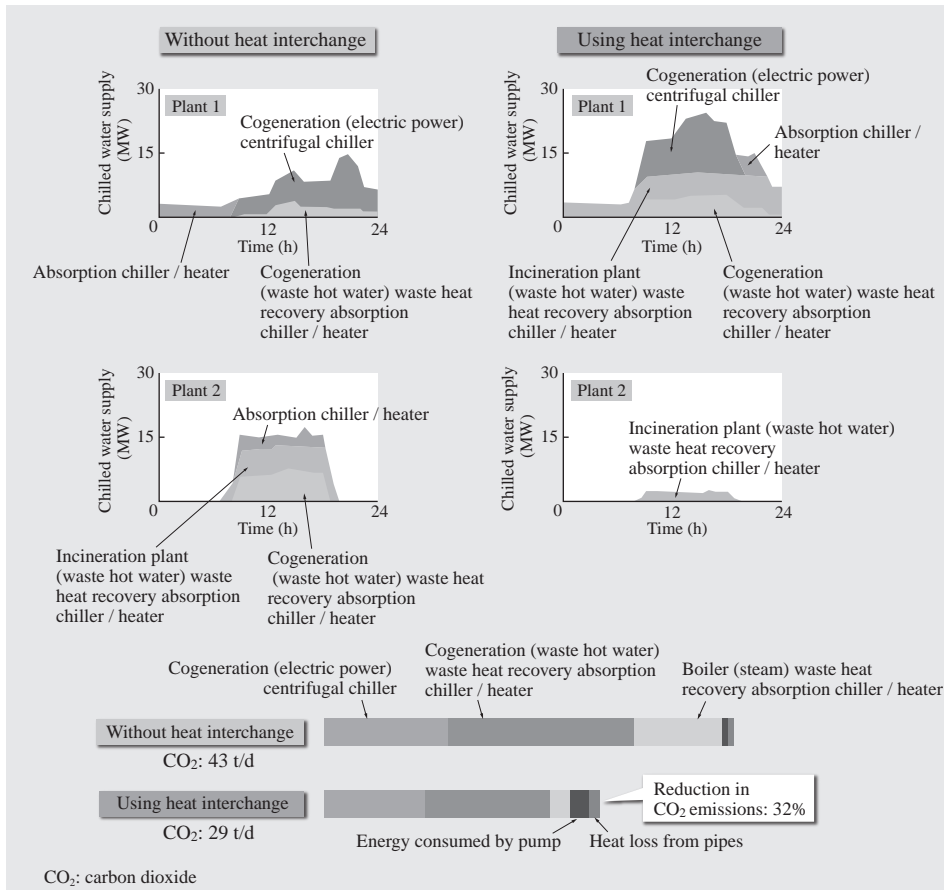 Without heat interchange
Using heat interchange
Chilled water supply
(MW)
30
15
0
Plant 1
Cogeneration (electric power)
centrifugal chiller
12
24
Time (h)
Absorption chiller / heater
Cogeneration
(waste hot water) waste heat
recovery absorption
chiller / heater
Chilled water supply
(MW)
30
15
0
Plant 1
Cogeneration (electric power)
centrifugal chiller
Absorption chiller /
heater
12
24
Time (h)
Incineration plant
(waste hot water) waste
heat recovery absorption
chiller / heater
Cogeneration
(waste hot water) waste heat
recovery absorption
chiller / heater
Chilled water supply
(MW)
30
15
0
Plant 2
Absorption chiller / heater
12
24
Time (h)
Incineration plant
(waste hot water) waste
heat recovery absorption
chiller / heater
Cogeneration
(waste hot water) waste heat
recovery absorption
chiller / heater
Chilled water supply
(MW)
30
15
0
Plant 2
Incineration plant (waste hot water)
waste heat recovery
absorption chiller / heater
12
24
Time (h)
Cogeneration (electric power)
centrifugal chiller
Cogeneration (waste hot water)
waste heat recovery absorption
chiller / heater
Boiler (steam) waste heat
recovery absorption chiller / heater
Without heat interchange
CO₂: 43 t/d
Using heat interchange
CO₂: 29 t/d
Reduction in
CO₂ emissions: 32%
Energy consumed by pump
Heat loss from pipes
CO₂: carbon dioxide